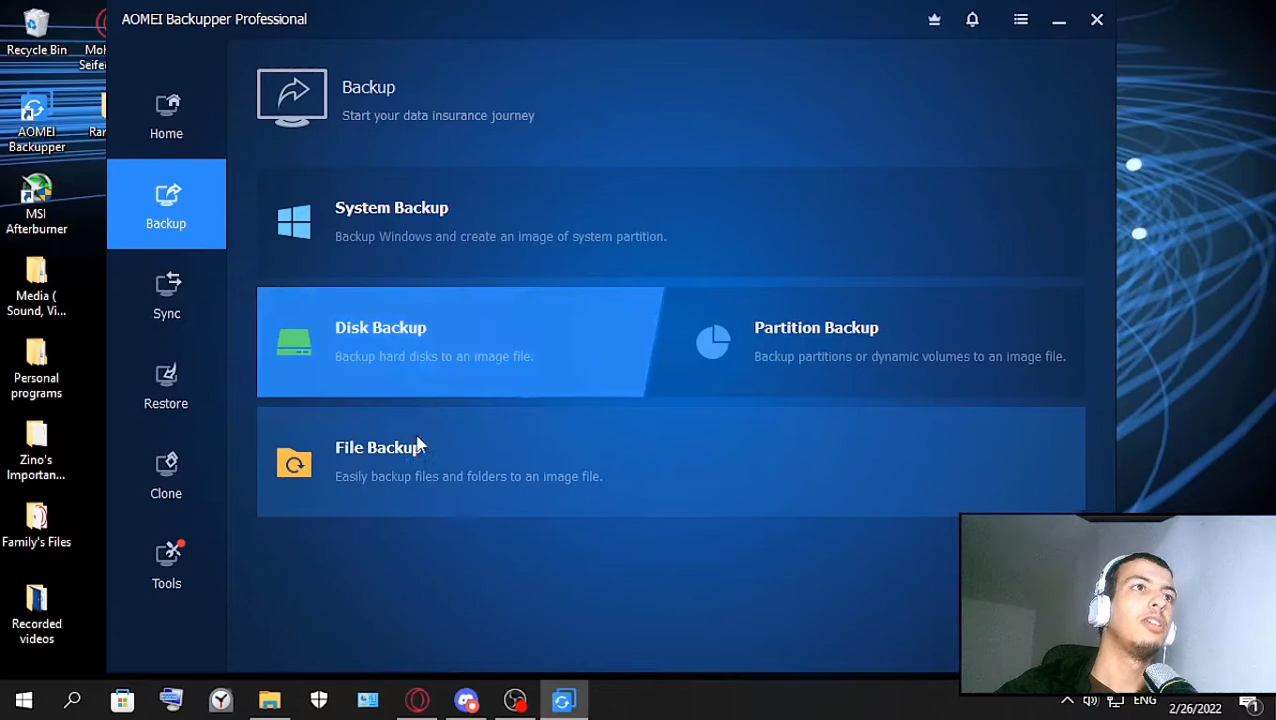 AOMEI Backupper Professional
Recycle Bin
AOMEI
Backupper
MSI
Afterburner
Media (
Sound, Vi...
Personal
programs
Zino's
Importan...
Family's Files
Recorded
videos
Home
Backup
Sync
Restore
Clone
Tools
Backup
Start your data insurance journey
System Backup
Backup Windows and create an image of system partition.
Disk Backup
Backup hard disks to an image file.
Partition Backup
Backup partitions or dynamic volumes to an image file.
File Backup
Easily backup files and folders to an image file.
ENG
2/26/2022
1